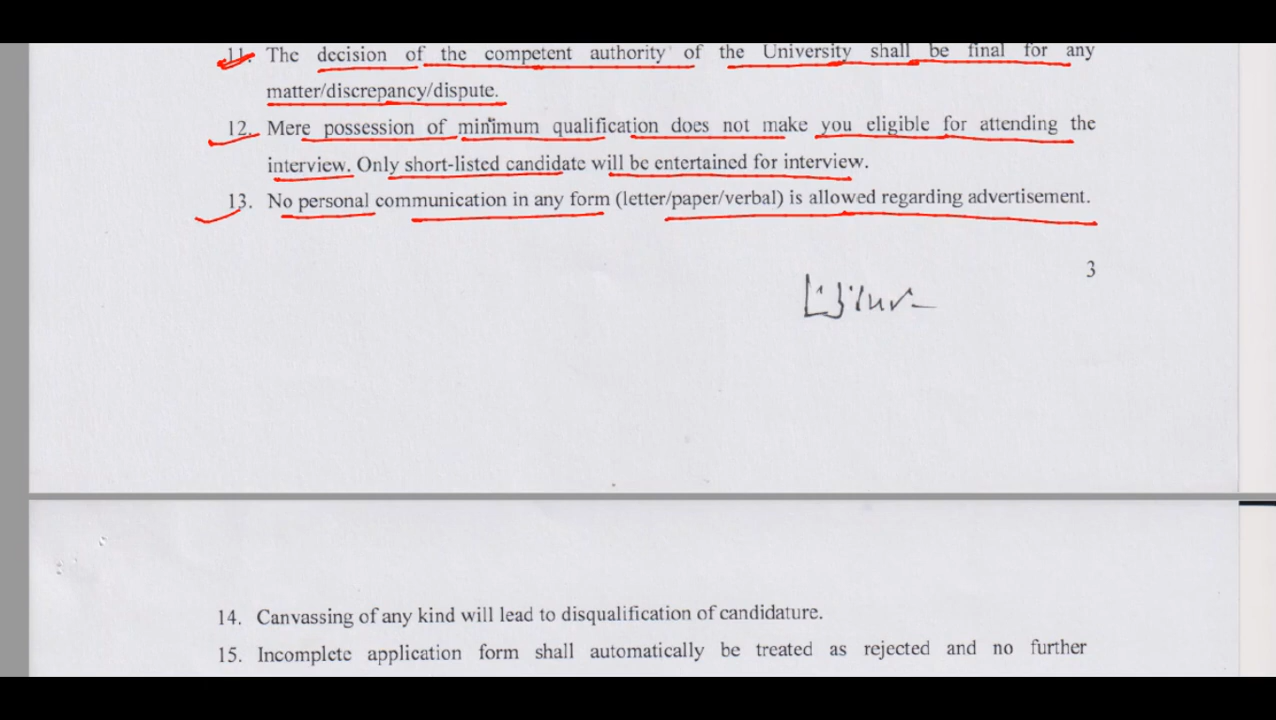 11. The decision of the competent authority of the University shall be final for any
matter/discrepancy/dispute.
12. Mere possession of minimum qualification does not make you eligible for attending the
interview. Only short-listed candidate will be entertained for interview.
13. No personal communication in any form (letter/paper/verbal) is allowed regarding advertisement.
3
14. Canvassing of any kind will lead to disqualification of candidature.
15. Incomplete application form shall automatically be treated as rejected and no further